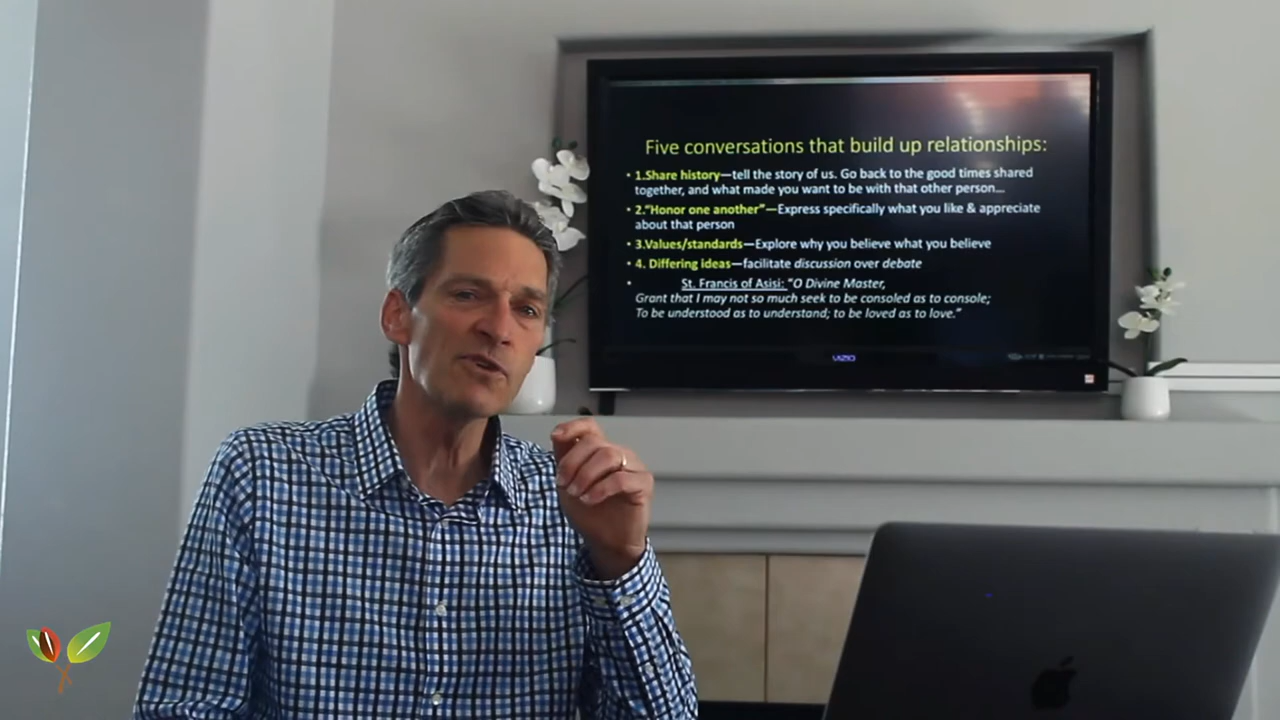 Five conversations that build up relationships:
• 1.Share history—tell the story of us. Go back to the good times shared
together, and what made you want to be with that other person...
• 2."Honor one another"—Express specifically what you like & appreciate
about that person
• 3.Values/standards—Explore why you believe what you believe
• 4. Differing ideas—facilitate discussion over debate
• St. Francis of Asisi: "O Divine Master,
Grant that I may not so much seek to be consoled as to console;
To be understood as to understand; to be loved as to love."
VIZIO